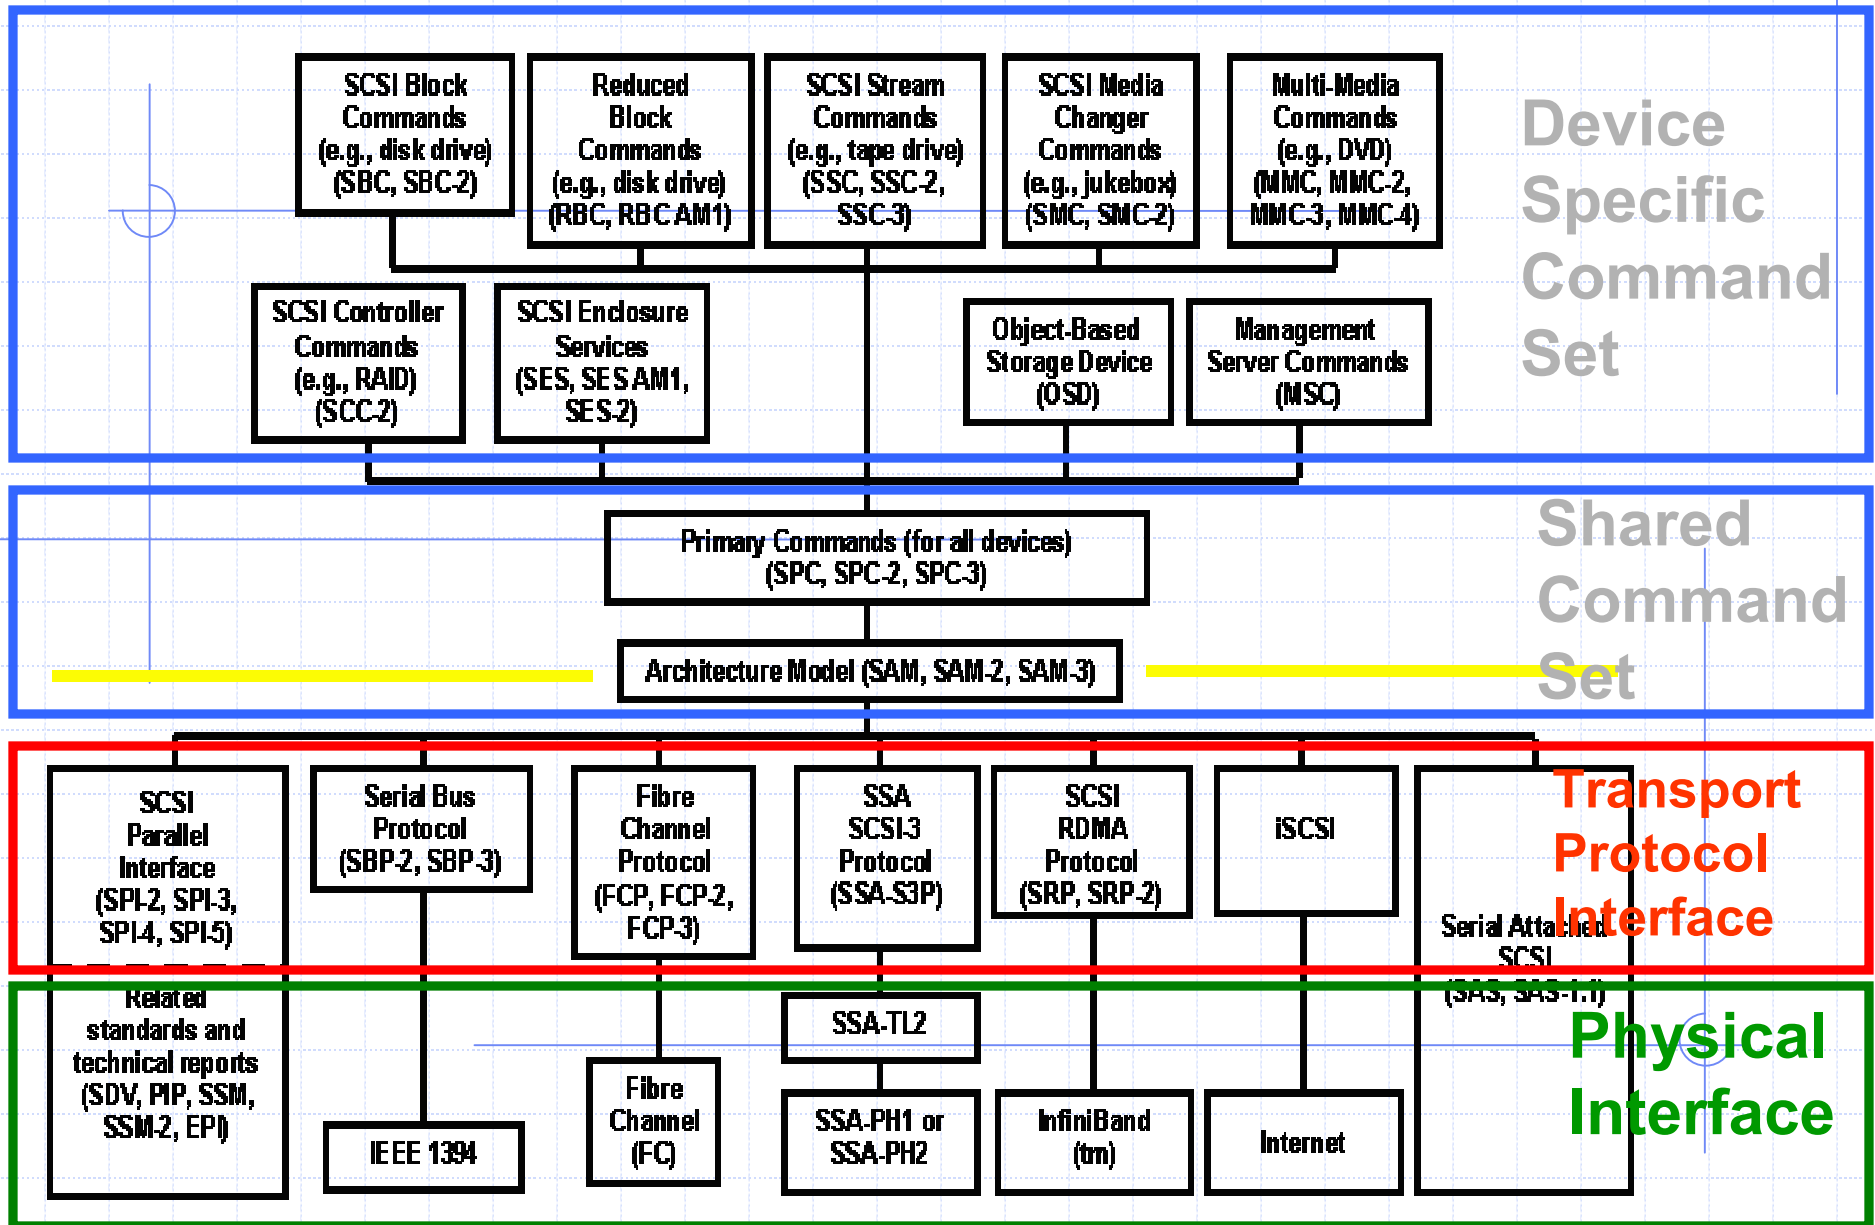 SCSI Block
Commands
(e.g., disk drive)
(SBC, SBC-2)
Reduced
Block
Commands
(e.g., disk drive)
(RBC, RBC AM1)
SCSI Stream
Commands
(e.g., tape drive)
(SSC, SSC-2,
SSC-3)
SCSI Media
Changer
Commands
(e.g., jukebox)
(SMC, SMC-2)
Multi-Media
Commands
(e.g., DVD)
(MMC, MMC-2,
MMC-3, MMC-4)
Device
Specific
Command
Set
SCSI Controller
Commands
(e.g., RAID)
(SCC-2)
SCSI Enclosure
Services
(SES, SES AM1,
SES-2)
Object-Based
Storage Device
(OSD)
Management
Server Commands
(MSC)
Primary Commands (for all devices)
(SPC, SPC-2, SPC-3)
Architecture Model (SAM, SAM-2, SAM-3)
Shared
Command
Set
SCSI
Parallel
Interface
(SPI-2, SPI-3,
SPI-4, SPI-5)
Related
standards and
technical reports
(SDV, PIP, SSM,
SSM-2, EPI)
Serial Bus
Protocol
(SBP-2, SBP-3)
IEEE 1394
Fibre
Channel
Protocol
(FCP, FCP-2,
FCP-3)
Fibre
Channel
(FC)
SSA
SCSI-3
Protocol
(SSA-S3P)
SSA-TL2
SSA-PH1 or
SSA-PH2
SCSI
RDMA
Protocol
(SRP, SRP-2)
InfiniBand
(tm)
iSCSI
Internet
Serial Attached
SCSI
(SAS, SAS-1.1)
Transport
Protocol
Interface
Physical
Interface